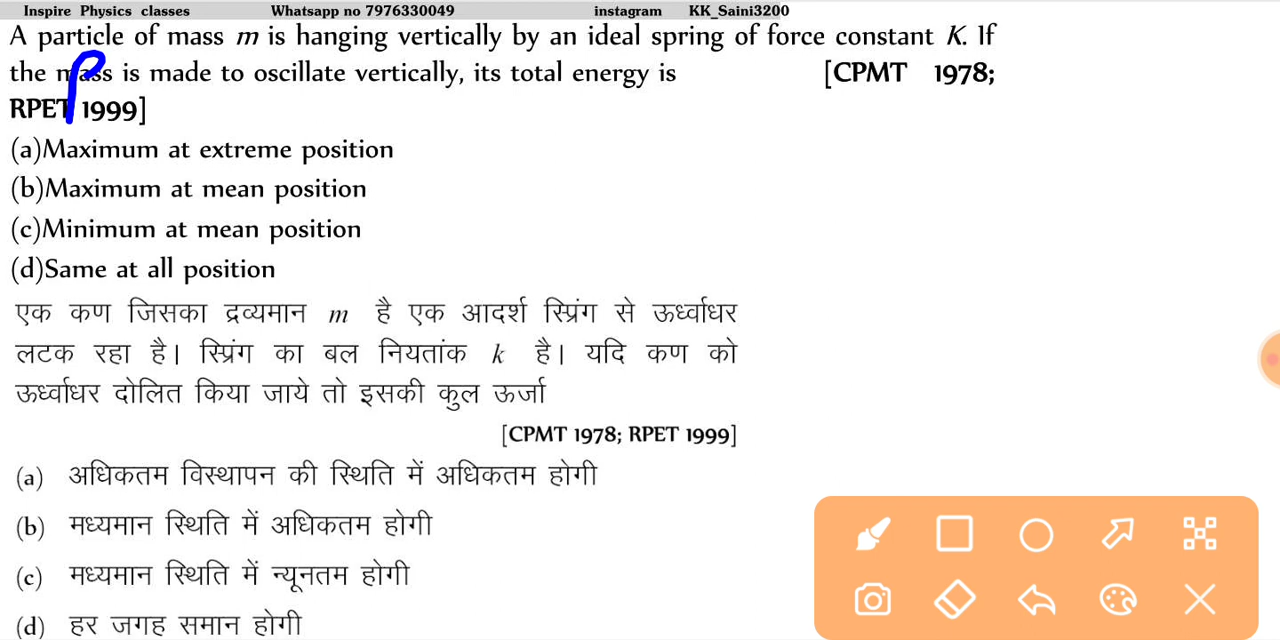 Inspire Physics classes Whatsapp no 7976330049 instagram KK_Saini3200
A particle of mass m is hanging vertically by an ideal spring of force constant K. If
the mass is made to oscillate vertically, its total energy is [CPMT 1978;
RPET 1999]
(a)Maximum at extreme position
(b)Maximum at mean position
(c)Minimum at mean position
(d)Same at all position
एक कण जिसका द्रव्यमान m है एक आदर्श स्प्रिंग से ऊर्ध्वाधर
लटक रहा है। स्प्रिंग का बल नियतांक k है। यदि कण को
ऊर्ध्वाधर दोलित किया जाये तो इसकी कुल ऊर्जा
[CPMT 1978; RPET 1999]
(a) अधिकतम विस्थापन की स्थिति में अधिकतम होगी
(b) मध्यमान स्थिति में अधिकतम होगी
(c) मध्यमान स्थिति में न्यूनतम होगी
(d) हर जगह समान होगी